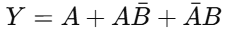 Y = A + AB̄ + ĀB